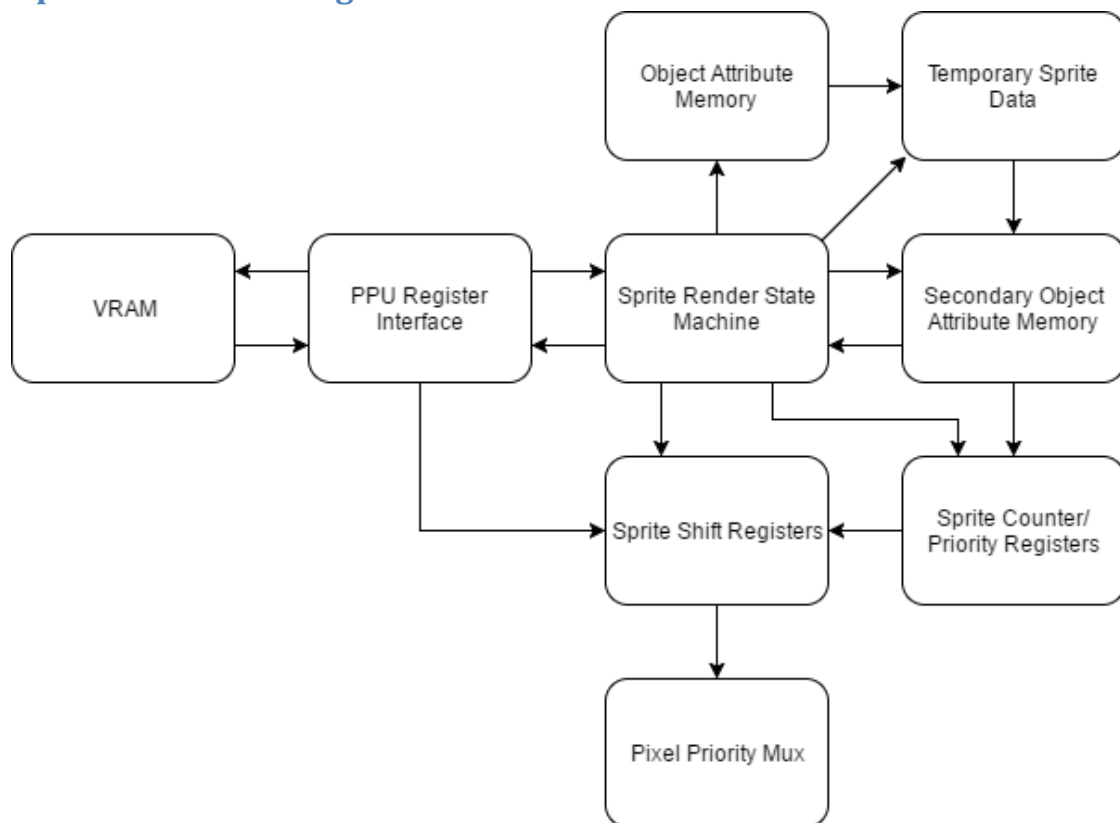 Object Attribute
Memory
Temporary Sprite
Data
VRAM
PPU Register
Interface
Sprite Render State
Machine
Secondary Object
Attribute Memory
Sprite Shift Registers
Sprite Counter/
Priority Registers
Pixel Priority Mux